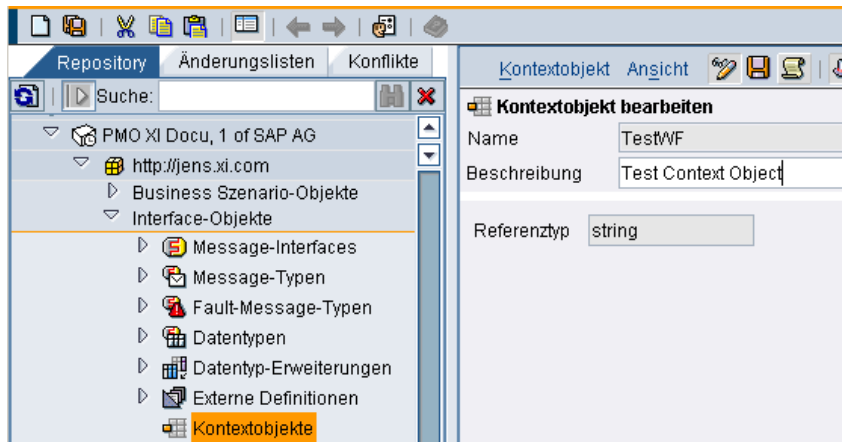 Repository Änderungslisten Konflikte
Suche:
PMO XI Docu, 1 of SAP AG
http://jens.xi.com
Business Szenario-Objekte
Interface-Objekte
Message-Interfaces
Message-Typen
Fault-Message-Typen
Datentypen
Datentyp-Erweiterungen
Externe Definitionen
Kontextobjekte
Kontextobjekt Ansicht
Kontextobjekt bearbeiten
Name TestWF
Beschreibung Test Context Object
Referenztyp string